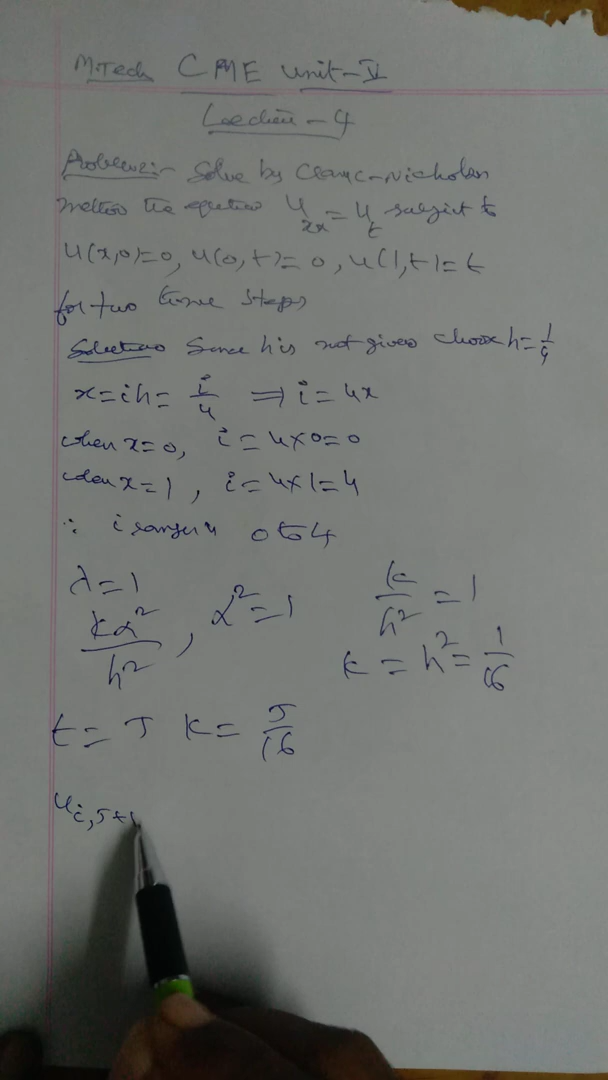 M.Tech CME unit-V
Lecture-4
Problem:- Solve by Cranc-Nicholson
method the equation u_xx = u_t subject to
u(x,0)=0, u(0,t)=0, u(1,t)=t
for two time steps
Solution Since h is not given choose h=1/4
x=ih= i/4 ⟹ i=4x
when x=0, i=4×0=0
when x=1, i=4×1=4
∴ i ranges 0 to 4
λ=1
kα²/h², α²=1 k/h²=1
k=h²=1/16
t=Jk=J/16
u_i,J+1